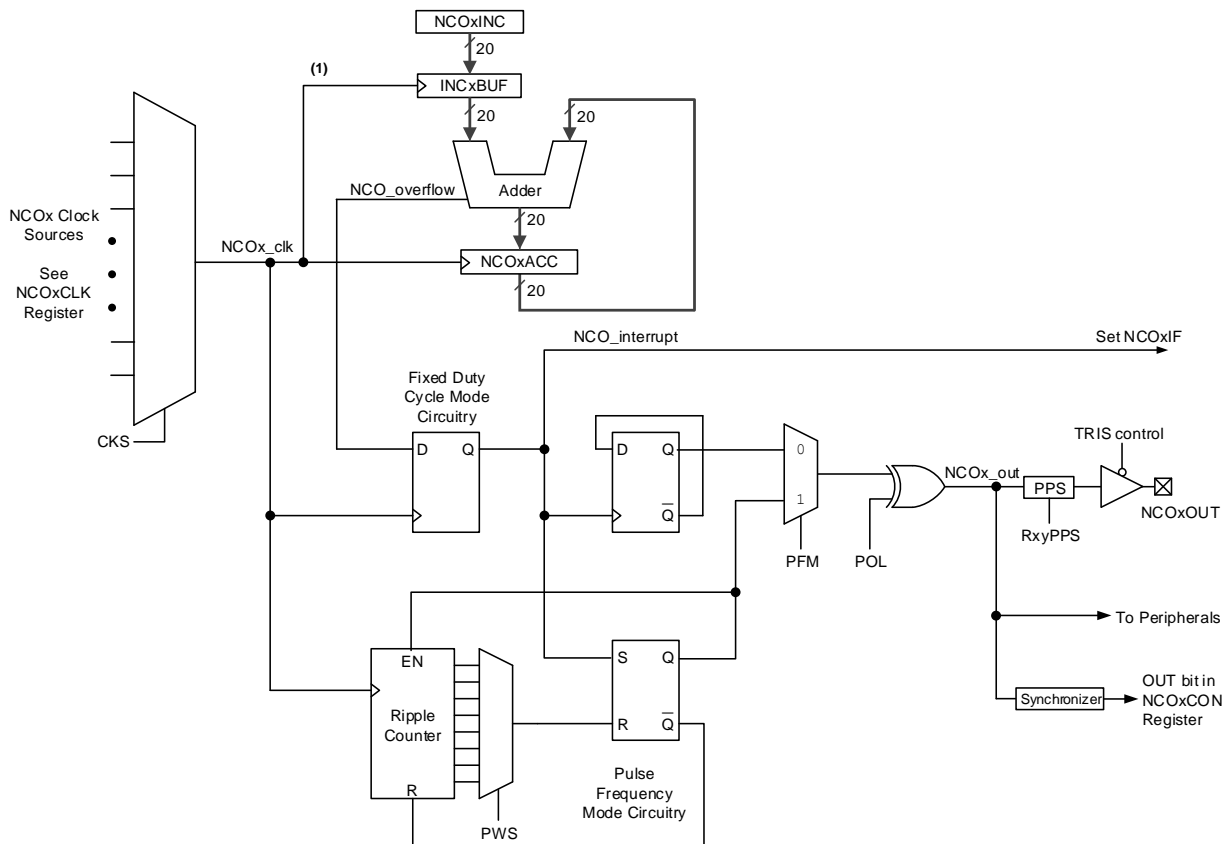 NCOxINC
20
(1)
INCxBUF
20
20
Adder
NCO_overflow
20
NCOx Clock
Sources
See
NCOxCLK
Register
NCOx_clk
NCOxACC
20
NCO_interrupt
Set NCOxIF
Fixed Duty
Cycle Mode
Circuitry
CKS
D
Q
D
Q
Q
0
1
PFM
POL
NCOx_out
TRIS control
PPS
RxyPPS
NCOxOUT
To Peripherals
EN
Ripple
Counter
R
PWS
S
Q
R
Q
Pulse
Frequency
Mode Circuitry
Synchronizer
OUT bit in
NCOxCON
Register